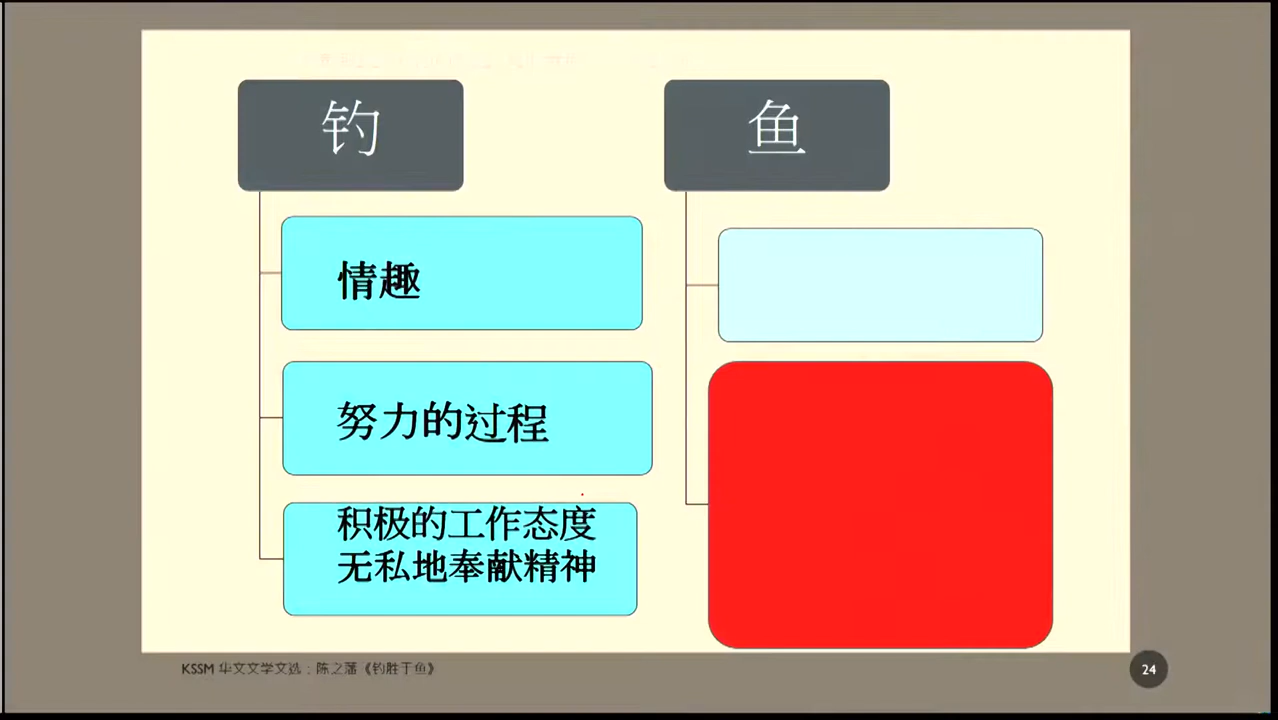 钓
鱼
情趣
努力的过程
积极的工作态度
无私地奉献精神
KSSM 华文文学文选：陈之藩《钓胜于鱼》
24